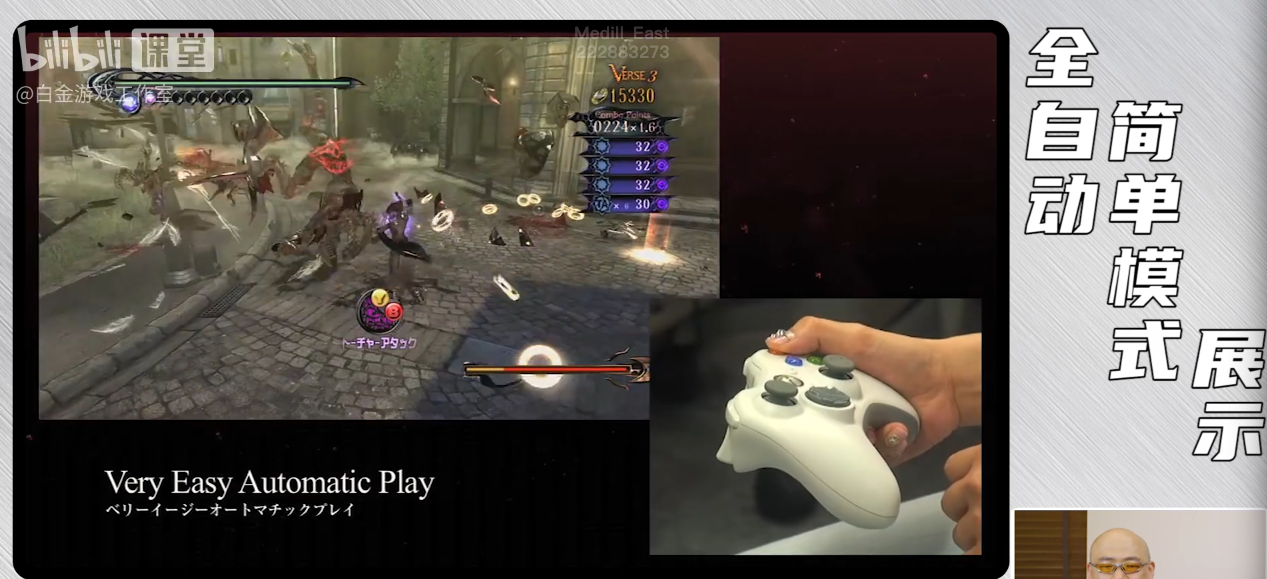 bilibili 课堂
@白金游戏工作室
Medill_East
222883273
VERSE 3
15330
Combo Points
0224×1.6
32
32
32
× 6 30
Y
B
トーチャーアタック
Very Easy Automatic Play
ベリーイージーオートマチックプレイ
全自动
简单模式
展示